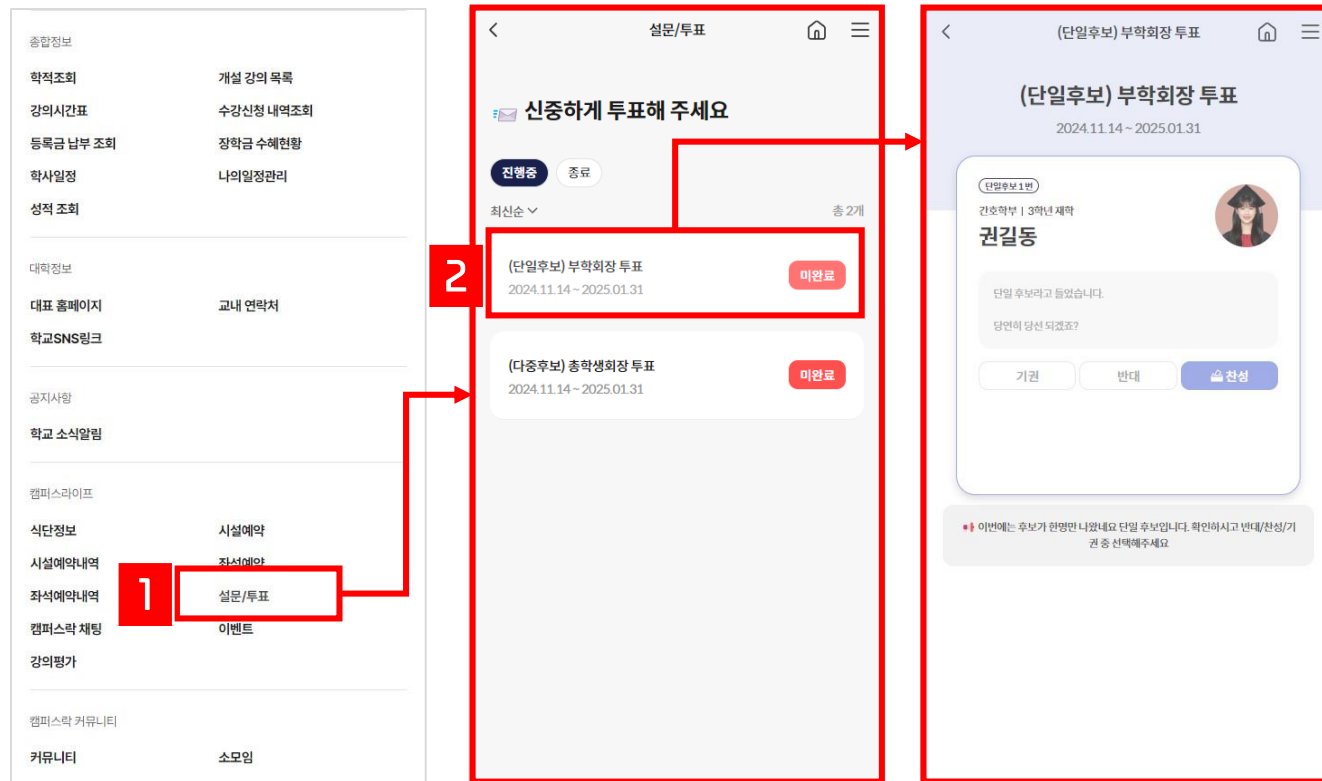 종합정보
학적조회 개설 강의 목록
강의시간표 수강신청 내역조회
등록금 납부 조회 장학금 수혜현황
학사일정 나의일정관리
성적 조회
대학정보
대표 홈페이지 교내 연락처
학교SNS링크
공지사항
학교 소식알림
캠퍼스라이프
식단정보 시설예약
시설예약내역 좌석예약
좌석예약내역 설문/투표
캠퍼스락 채팅 이벤트
강의평가
캠퍼스락 커뮤니티
커뮤니티 소모임
1
설문/투표
신중하게 투표해 주세요
진행중 종료
최신순 총 2개
2
(단일후보) 부학회장 투표
2024.11.14 ~ 2025.01.31
미완료
(다중후보) 총학생회장 투표
2024.11.14 ~ 2025.01.31
미완료
(단일후보) 부학회장 투표
(단일후보) 부학회장 투표
2024.11.14 ~ 2025.01.31
단일후보 1번
간호학부 | 3학년 재학
권길동
단일 후보라고 들었습니다.
당연히 당선 되겠죠?
기권 반대 찬성
이번에는 후보가 한명만 나왔네요 단일 후보입니다. 확인하시고 반대/찬성/기
권 중 선택해주세요